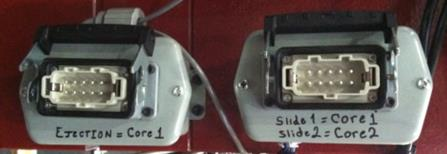 EJECTION = Core 1
Slide 1 = Core 1
Slide 2 = Core 2